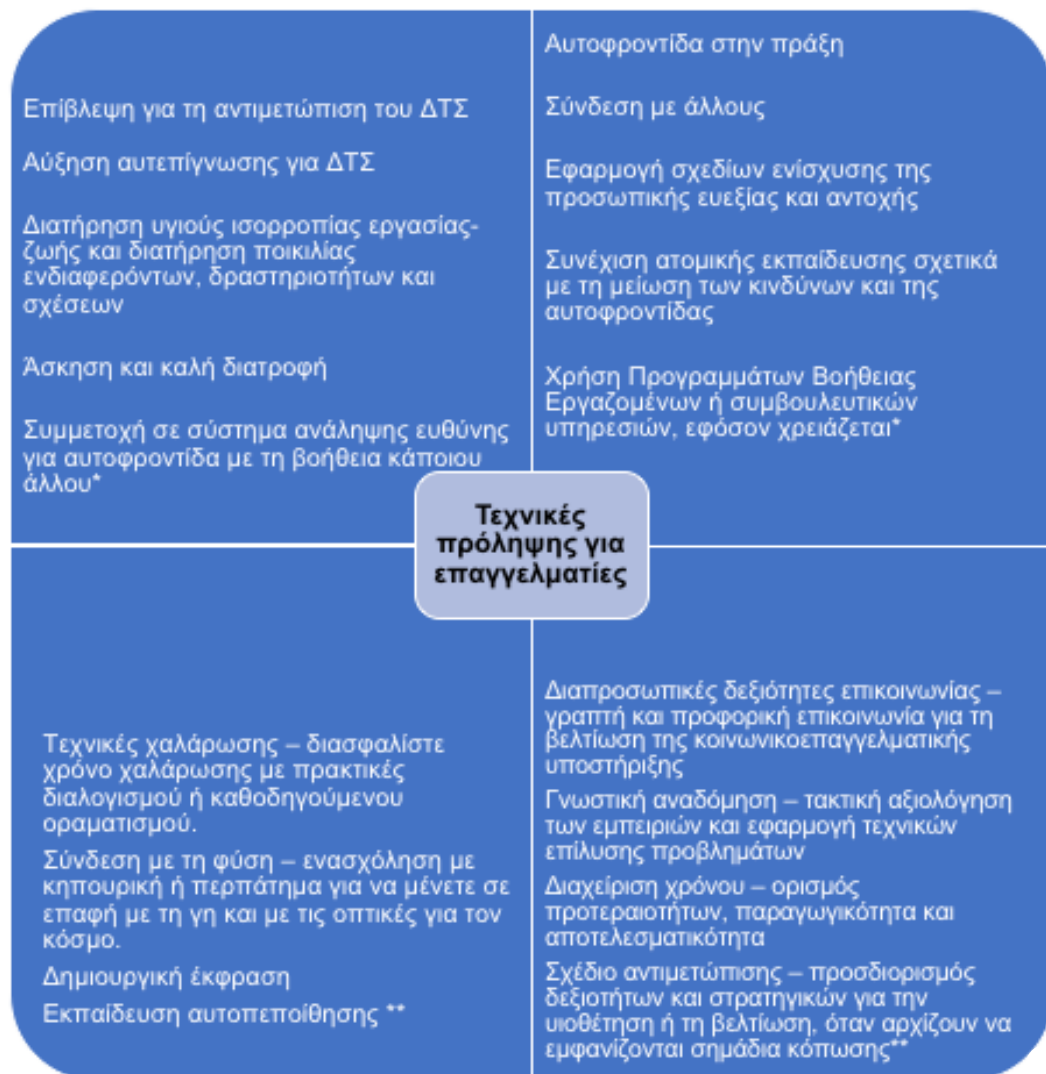 Επίβλεψη για τη αντιμετώπιση του ΔΤΣ
Αύξηση αυτεπίγνωσης για ΔΤΣ
Διατήρηση υγιούς ισορροπίας εργασίας-
ζωής και διατήρηση ποικιλίας
ενδιαφερόντων, δραστηριοτήτων και
σχέσεων
Άσκηση και καλή διατροφή
Συμμετοχή σε σύστημα ανάληψης ευθύνης
για αυτοφροντίδα με τη βοήθεια κάποιου
άλλου*
Αυτοφροντίδα στην πράξη
Σύνδεση με άλλους
Εφαρμογή σχεδίων ενίσχυσης της
προσωπικής ευεξίας και αντοχής
Συνέχιση ατομικής εκπαίδευσης σχετικά
με τη μείωση των κινδύνων και της
αυτοφροντίδας
Χρήση Προγραμμάτων Βοήθειας
Εργαζομένων ή συμβουλευτικών
υπηρεσιών, εφόσον χρειάζεται*
Τεχνικές
πρόληψης για
επαγγελματίες
Τεχνικές χαλάρωσης – διασφαλίστε
χρόνο χαλάρωσης με πρακτικές
διαλογισμού ή καθοδηγούμενου
οραματισμού.
Σύνδεση με τη φύση – ενασχόληση με
κηπουρική ή περπάτημα για να μένετε σε
επαφή με τη γη και με τις οπτικές για τον
κόσμο.
Δημιουργική έκφραση
Εκπαίδευση αυτοπεποίθησης **
Διαπροσωπικές δεξιότητες επικοινωνίας –
γραπτή και προφορική επικοινωνία για τη
βελτίωση της κοινωνικοεπαγγελματικής
υποστήριξης
Γνωστική αναδόμηση – τακτική αξιολόγηση
των εμπειριών και εφαρμογή τεχνικών
επίλυσης προβλημάτων
Διαχείριση χρόνου – ορισμός
προτεραιοτήτων, παραγωγικότητα και
αποτελεσματικότητα
Σχέδιο αντιμετώπισης – προσδιορισμός
δεξιοτήτων και στρατηγικών για την
υιοθέτηση ή τη βελτίωση, όταν αρχίζουν να
εμφανίζονται σημάδια κόπωσης**